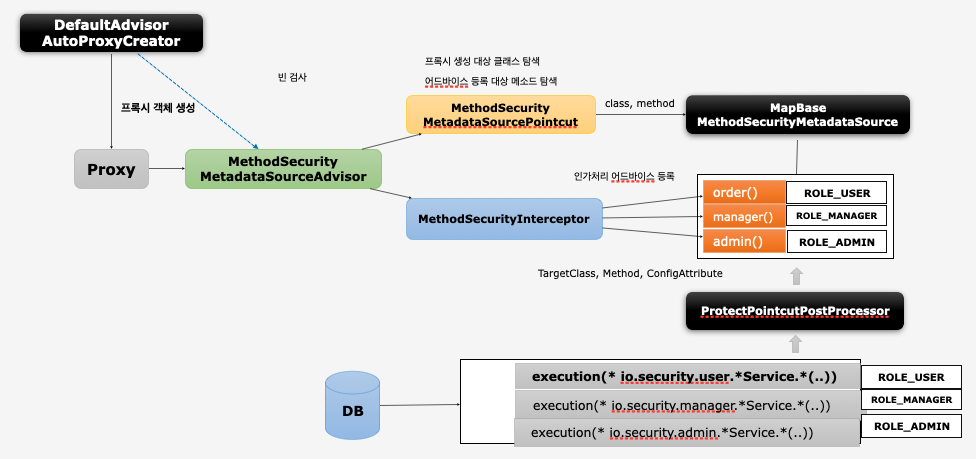 DefaultAdvisor
AutoProxyCreator
프록시 생성 대상 클래스 탐색
빈 검사
어드바이스 등록 대상 메소드 탐색
프록시 객체 생성
MethodSecurity
MetadataSourcePointcut
class, method
MapBase
MethodSecurityMetadataSource
Proxy
MethodSecurity
MetadataSourceAdvisor
인가처리 어드바이스 등록
MethodSecurityInterceptor
order()
ROLE_USER
manager()
ROLE_MANAGER
admin()
ROLE_ADMIN
TargetClass, Method, ConfigAttribute
ProtectPointcutPostProcessor
DB
execution(* io.security.user.*Service.*(..))
ROLE_USER
execution(* io.security.manager.*Service.*(..))
ROLE_MANAGER
execution(* io.security.admin.*Service.*(..))
ROLE_ADMIN